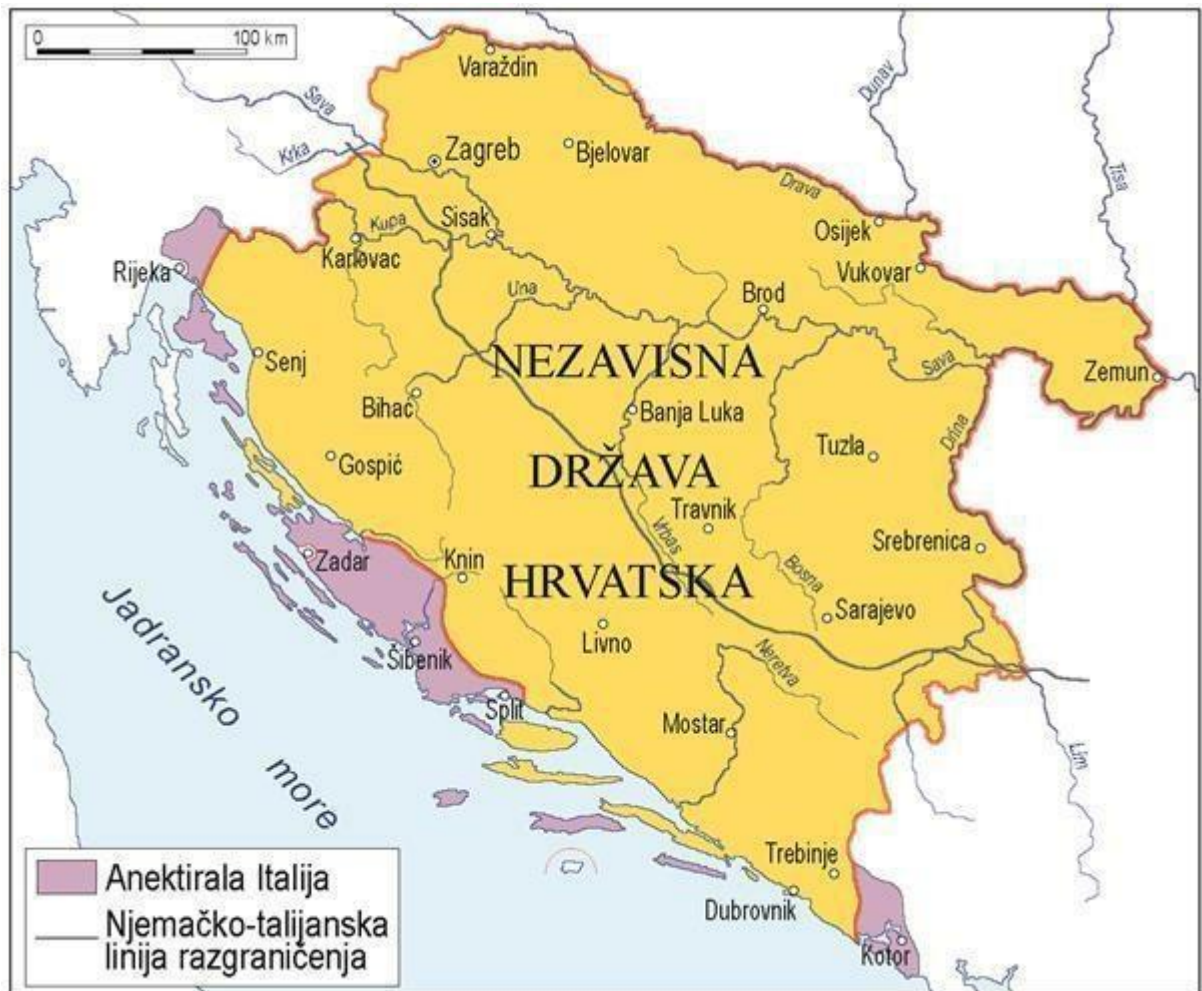 0 100 km
Varaždin
Dunav
Sava
Tisa
Krka
Zagreb
Bjelovar
Drava
Kupa
Sisak
Osijek
Karlovac
Rijeka
Vukovar
Una
Brod
NEZAVISNA
Senj
Sava
Zemun
Bihać
Banja Luka
Drina
Gospić
DRŽAVA
Tuzla
Travnik
Vrbas
Srebrenica
Zadar
Knin
HRVATSKA
Bosna
Sarajevo
Livno
Šibenik
Neretva
Split
Mostar
Lim
Jadransko
more
Trebinje
Dubrovnik
Kotor
Anektirala Italija
Njemačko-talijanska
linija razgraničenja